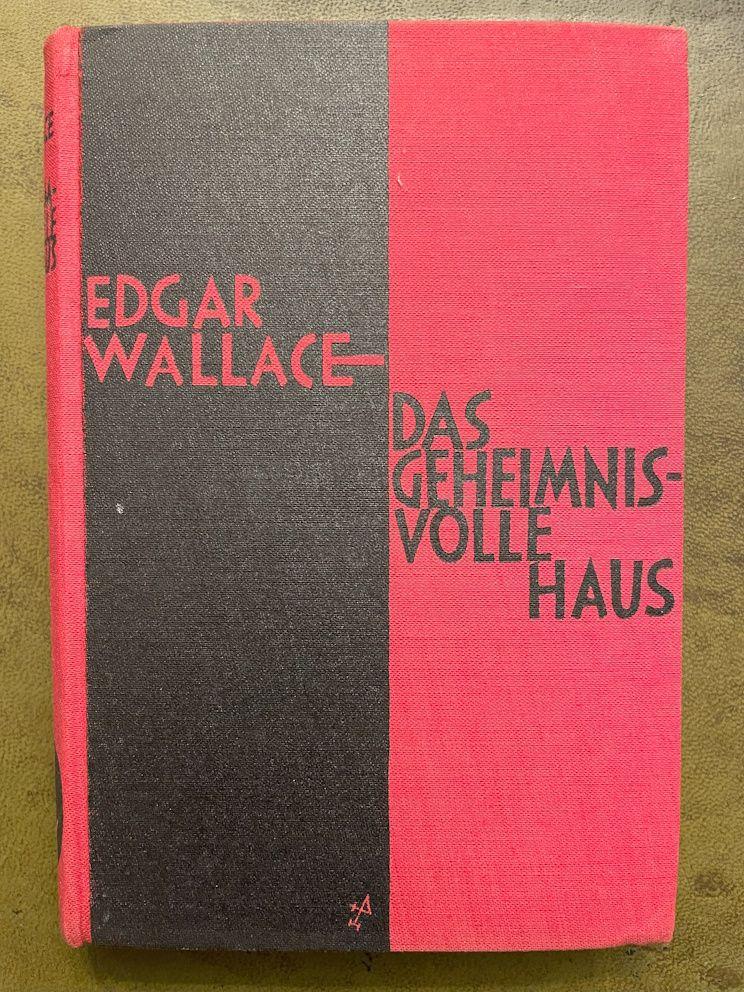 EDGAR
WALLACE—
DAS
GEHEIMNIS-
VOLLE
HAUS